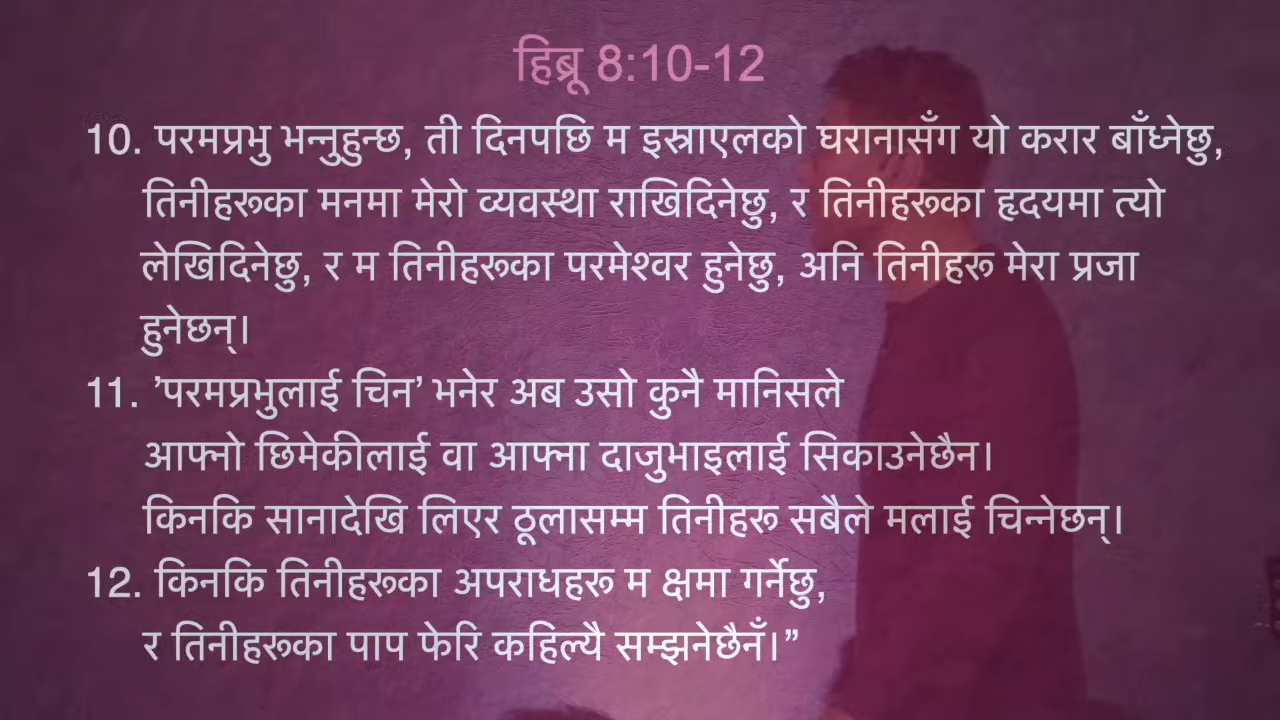 हिब्रू 8:10-12
10. परमप्रभु भन्नुहुन्छ, ती दिनपछि म इस्राएलको घरानासँग यो करार बाँध्नेछु,
तिनीहरूका मनमा मेरो व्यवस्था राखिदिनेछु, र तिनीहरूका हृदयमा त्यो
लेखिदिनेछु, र म तिनीहरूका परमेश्वर हुनेछु, अनि तिनीहरू मेरा प्रजा
हुनेछन्।
11. ’परमप्रभुलाई चिन’ भनेर अब उसो कुनै मानिसले
आफ्नो छिमेकीलाई वा आफ्ना दाजुभाइलाई सिकाउनेछैन।
किनकि सानादेखि लिएर ठूलासम्म तिनीहरू सबैले मलाई चिन्नेछन्।
12. किनकि तिनीहरूका अपराधहरू म क्षमा गर्नेछु,
र तिनीहरूका पाप फेरि कहिल्यै सम्झनेछैनँ।”